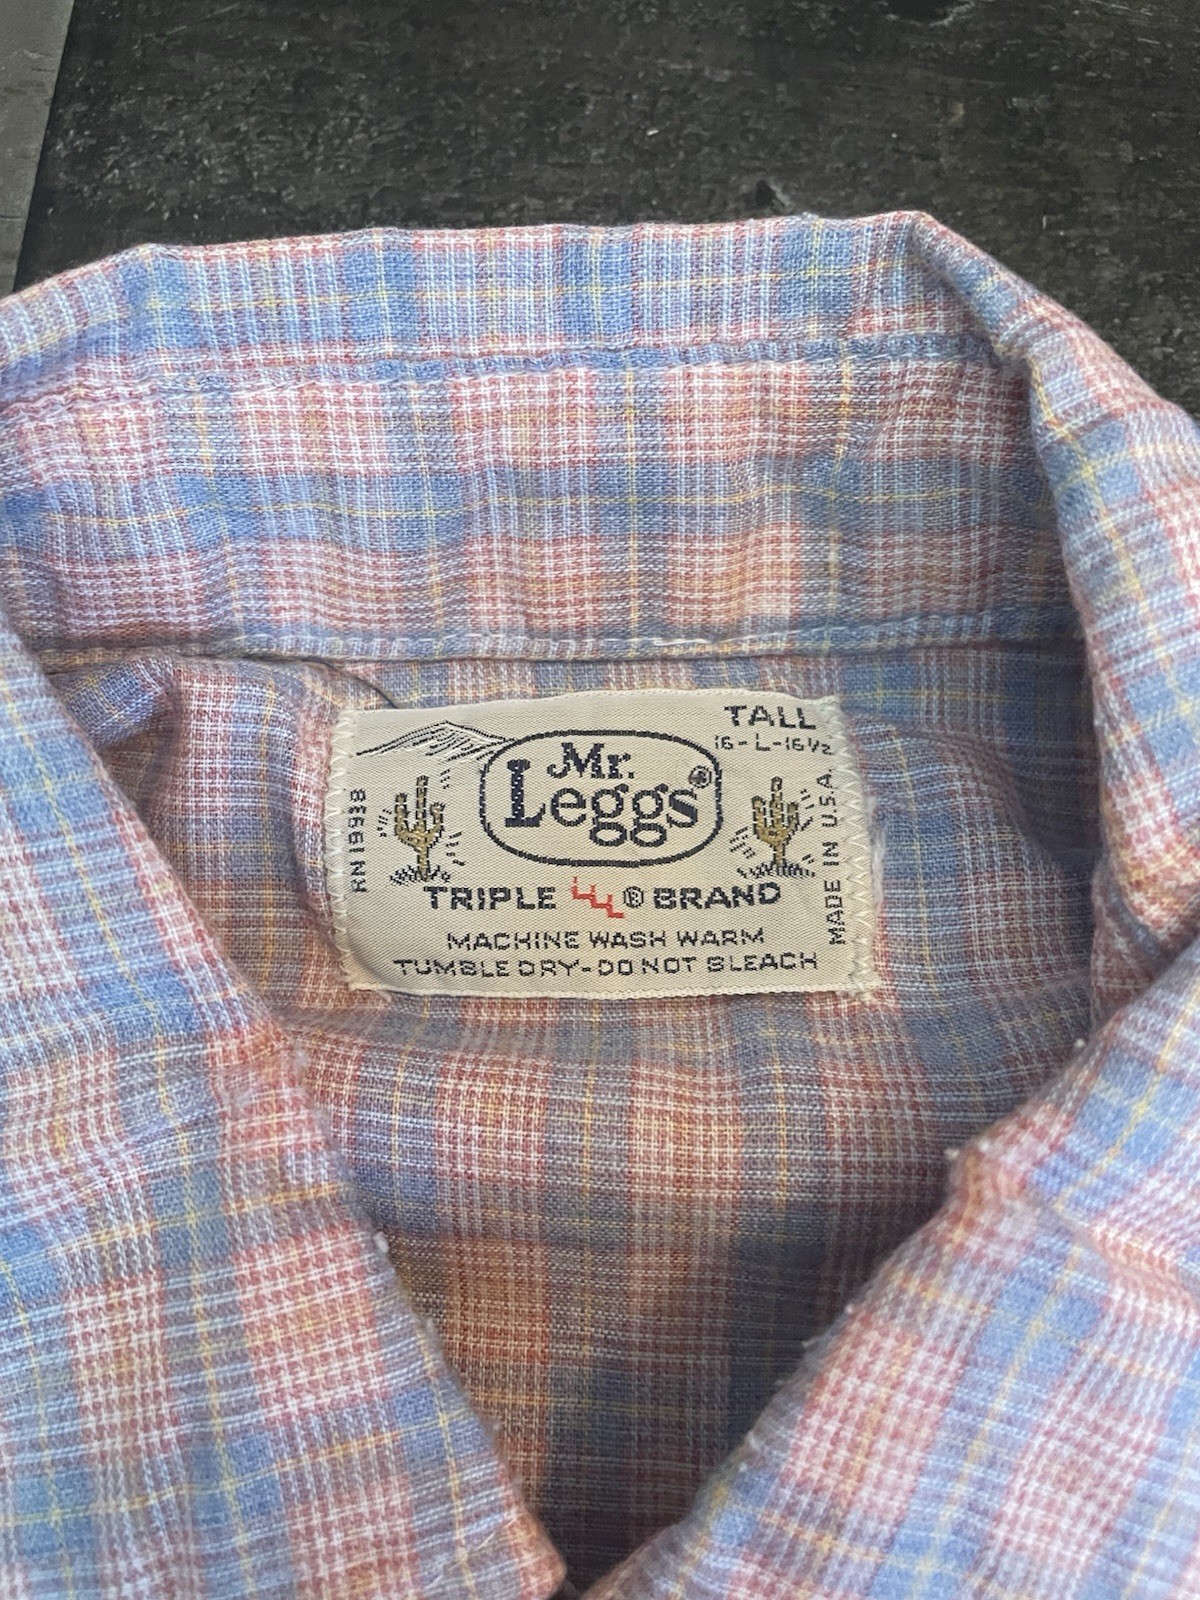 TALL
16-L-16½
Mr.
Leggs®
RN 19938
MADE IN U.S.A.
TRIPLE LLL® BRAND
MACHINE WASH WARM
TUMBLE DRY-DO NOT BLEACH